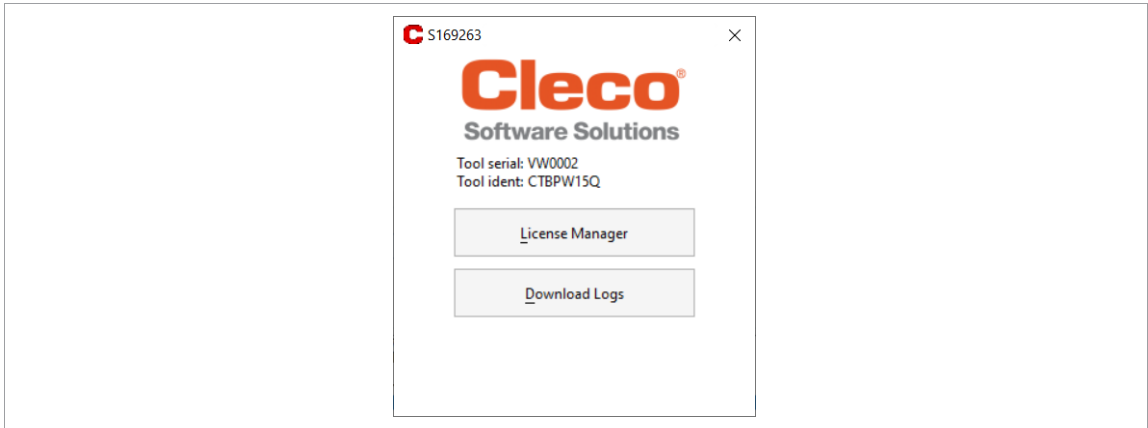 S169263
Cleco®
Software Solutions
Tool serial: VW0002
Tool ident: CTBPW15Q
License Manager
Download Logs